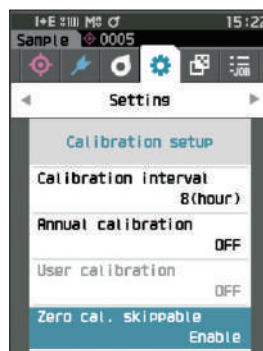 I+E M 15:22
Sample 0005
JOB
Setting
Calibration setup
Calibration interval
8(hour)
Annual calibration
OFF
User calibration
OFF
Zero cal. skippable
Enable